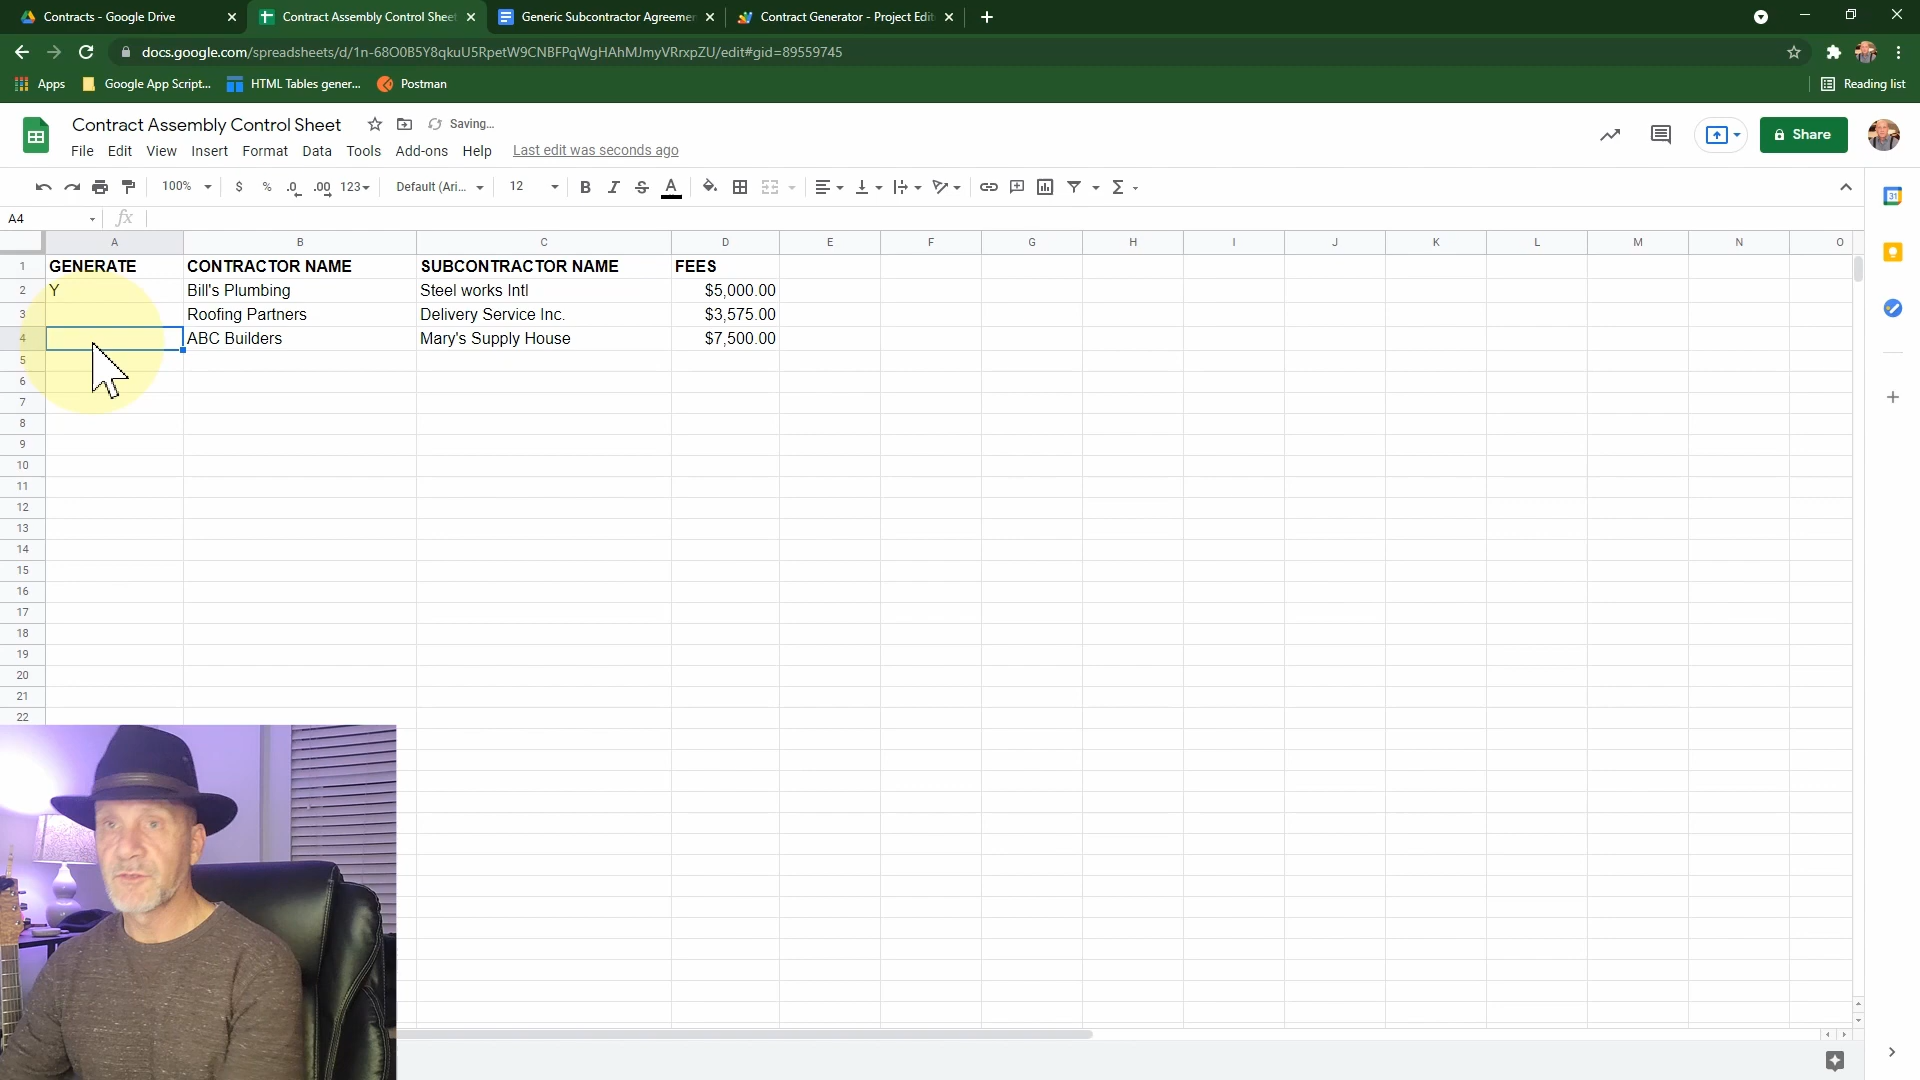 Contracts - Google Drive
Contract Assembly Control Sheet
Generic Subcontractor Agreemen
Contract Generator - Project Edit
docs.google.com/spreadsheets/d/1n-68O0B5Y8qkuU5RpetW9CNBFPqWgHAhMJmyVRrxpZU/edit#gid=89559745
Apps
Google App Script...
HTML Tables gener...
Postman
Reading list
Contract Assembly Control Sheet
Saving...
File Edit View Insert Format Data Tools Add-ons Help Last edit was seconds ago
Share
100% $ % .0 .00 123 Default (Ari... 12 B I S A
A4 fx
A B C D E F G H I J K L M N O
1 GENERATE CONTRACTOR NAME SUBCONTRACTOR NAME FEES
2 Y Bill's Plumbing Steel works Intl $5,000.00
3 Roofing Partners Delivery Service Inc. $3,575.00
4 ABC Builders Mary's Supply House $7,500.00
5
6
7
8
9
10
11
12
13
14
15
16
17
18
19
20
21
22
31